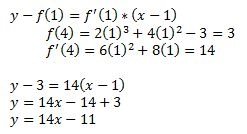 y − f(1) = f′(1) ∗ (x − 1)
f(4) = 2(1)³ + 4(1)² − 3 = 3
f′(4) = 6(1)² + 8(1) = 14
y − 3 = 14(x − 1)
y = 14x − 14 + 3
y = 14x − 11